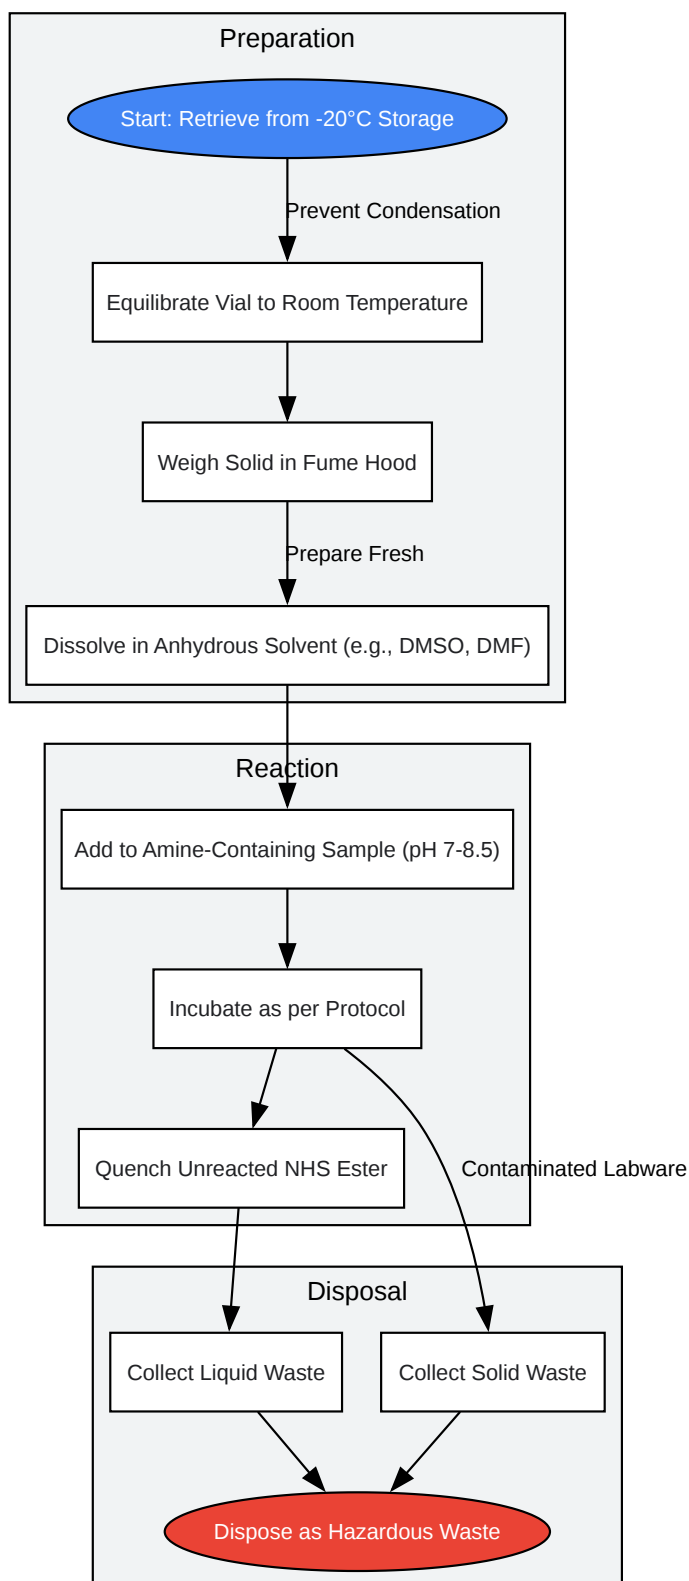 Preparation
Start: Retrieve from -20°C Storage
Prevent Condensation
Equilibrate Vial to Room Temperature
Weigh Solid in Fume Hood
Prepare Fresh
Dissolve in Anhydrous Solvent (e.g., DMSO, DMF)
Reaction
Add to Amine-Containing Sample (pH 7-8.5)
Incubate as per Protocol
Quench Unreacted NHS Ester
Contaminated Labware
Disposal
Collect Liquid Waste
Collect Solid Waste
Dispose as Hazardous Waste